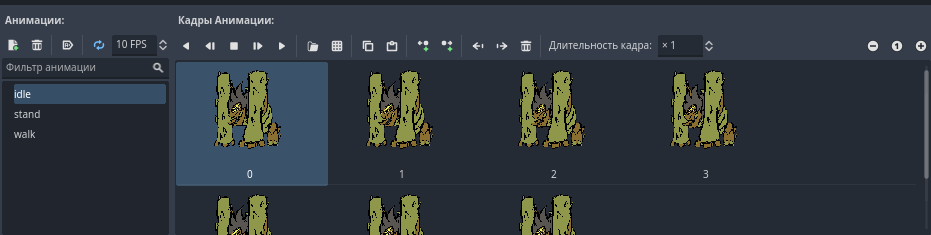 Анимации:
Кадры Анимации:
10 FPS
Длительность кадра: × 1
Фильтр анимации
idle
stand
walk
0
1
2
3